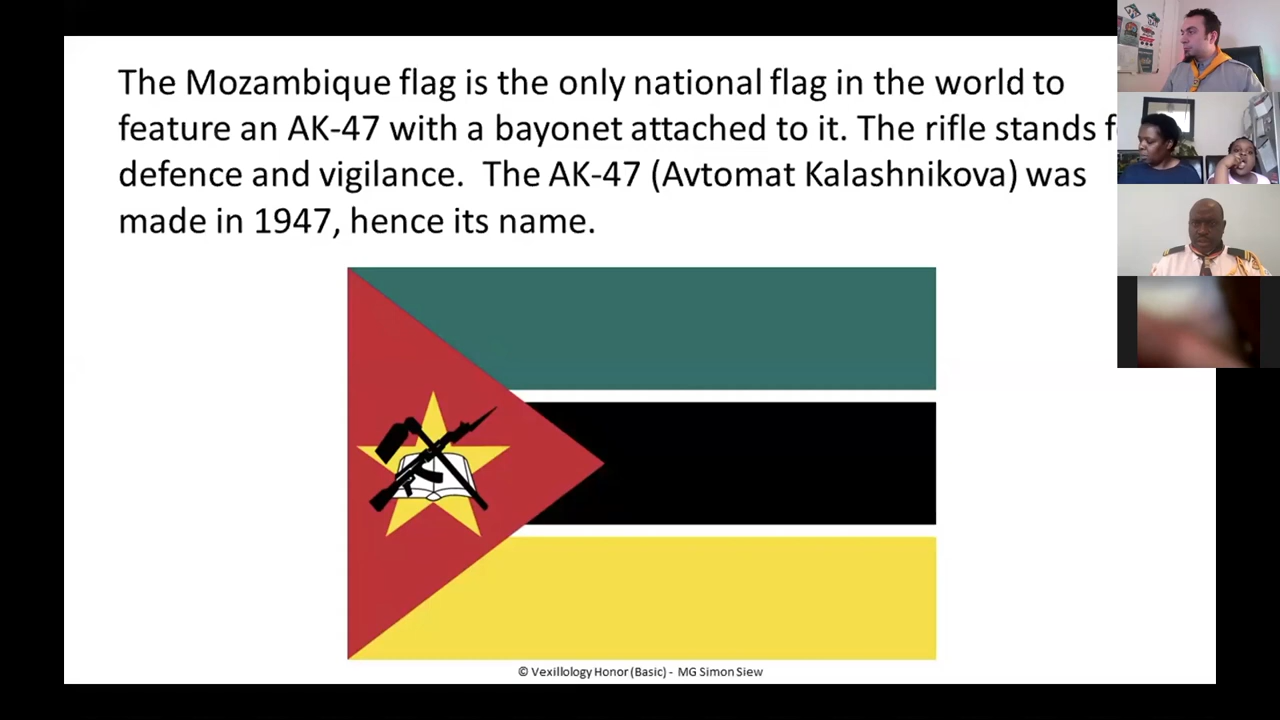 The Mozambique flag is the only national flag in the world to
feature an AK-47 with a bayonet attached to it. The rifle stands
defence and vigilance.  The AK-47 (Avtomat Kalashnikova) was
made in 1947, hence its name.
© Vexillology Honor (Basic) -  MG Simon Siew